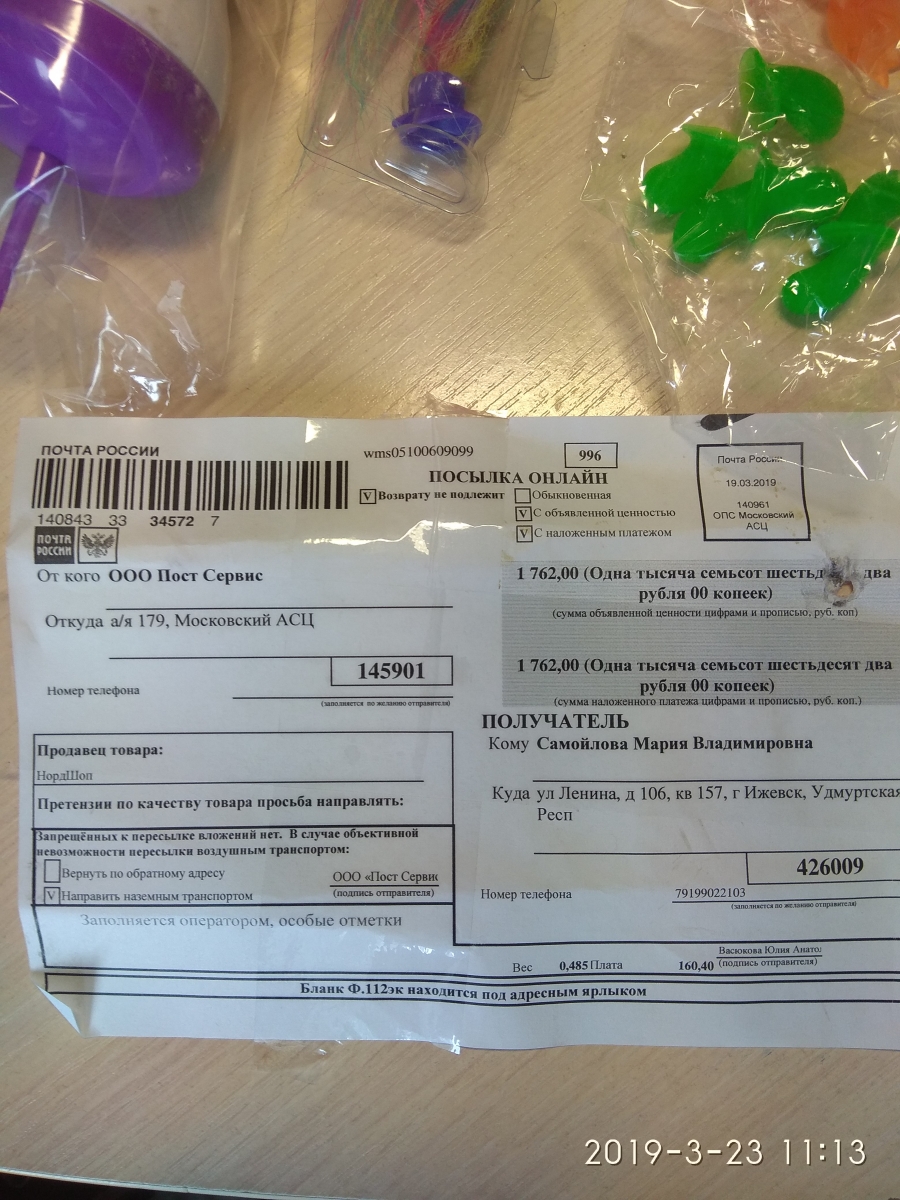 ПОЧТА РОССИИ
wms05100609099
996
ПОСЫЛКА ОНЛАЙН
V Возврату не подлежит
Обыкновенная
V С объявленной ценностью
V С наложенным платежом
Почта России
19.03.2019
140961
ОПС Московский
АСЦ
140843 33 34572 7
ПОЧТА
РОССИИ
От кого ООО Пост Сервис
Откуда а/я 179, Московский АСЦ
145901
Номер телефона
(заполняется по желанию отправителя)
1 762,00 (Одна тысяча семьсот шестьд два
рубля 00 копеек)
(сумма объявленной ценности цифрами и прописью, руб. коп)
1 762,00 (Одна тысяча семьсот шестьдесят два
рубля 00 копеек)
(сумма наложенного платежа цифрами и прописью, руб. коп.)
ПОЛУЧАТЕЛЬ
Кому Самойлова Мария Владимировна
Куда ул Ленина, д 106, кв 157, г Ижевск, Удмуртская
Респ
426009
Номер телефона
79199022103
(заполняется по желанию отправителя)
Продавец товара:
НордШоп
Претензии по качеству товара просьба направлять:
Запрещённых к пересылке вложений нет. В случае объективной
невозможности пересылки воздушным транспортом:
Вернуть по обратному адресу
V Направить наземным транспортом
ООО «Пост Сервис
(подпись отправителя)
Заполняется оператором, особые отметки
Вес 0,485 Плата 160,40
Васюкова Юлия Анато
(подпись отправителя)
Бланк Ф.112эк находится под адресным ярлыком
2019-3-23 11:13